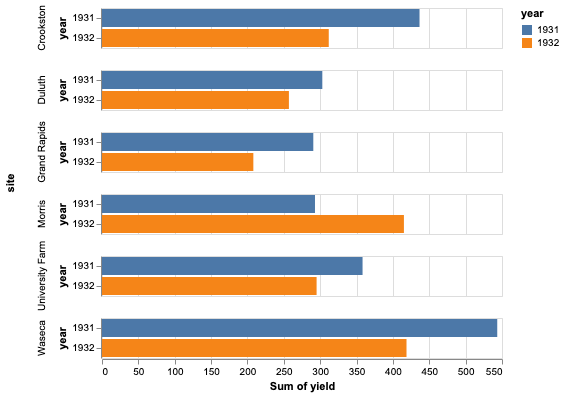 year
1931
1932
site
Crookston
year
1931
1932
Duluth
year
1931
1932
Grand Rapids
year
1931
1932
Morris
year
1931
1932
University Farm
year
1931
1932
Waseca
year
1931
1932
0 50 100 150 200 250 300 350 400 450 500 550
Sum of yield